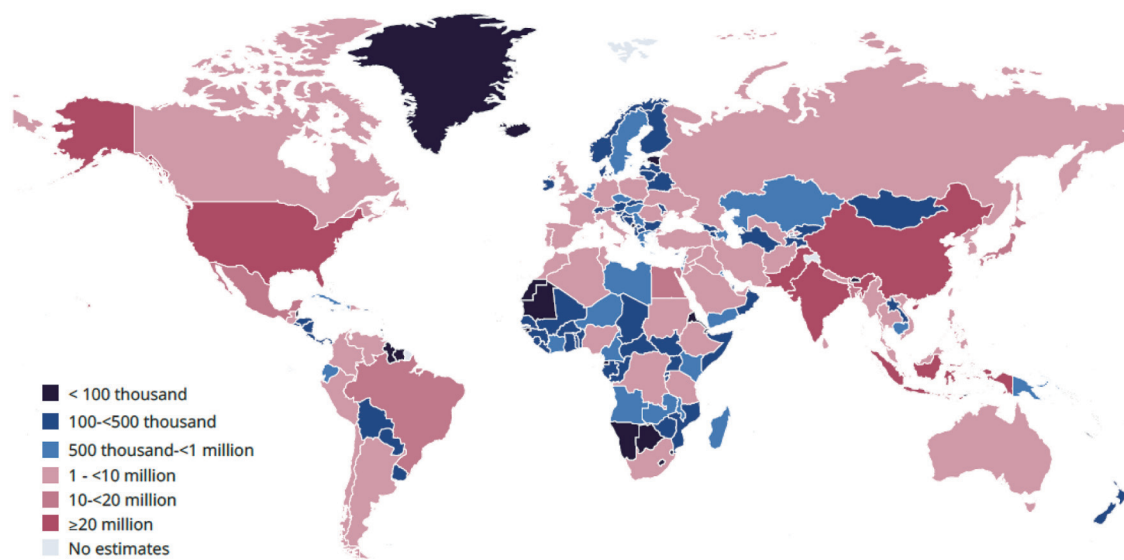 < 100 thousand
100-<500 thousand
500 thousand-<1 million
1 - <10 million
10-<20 million
≥20 million
No estimates